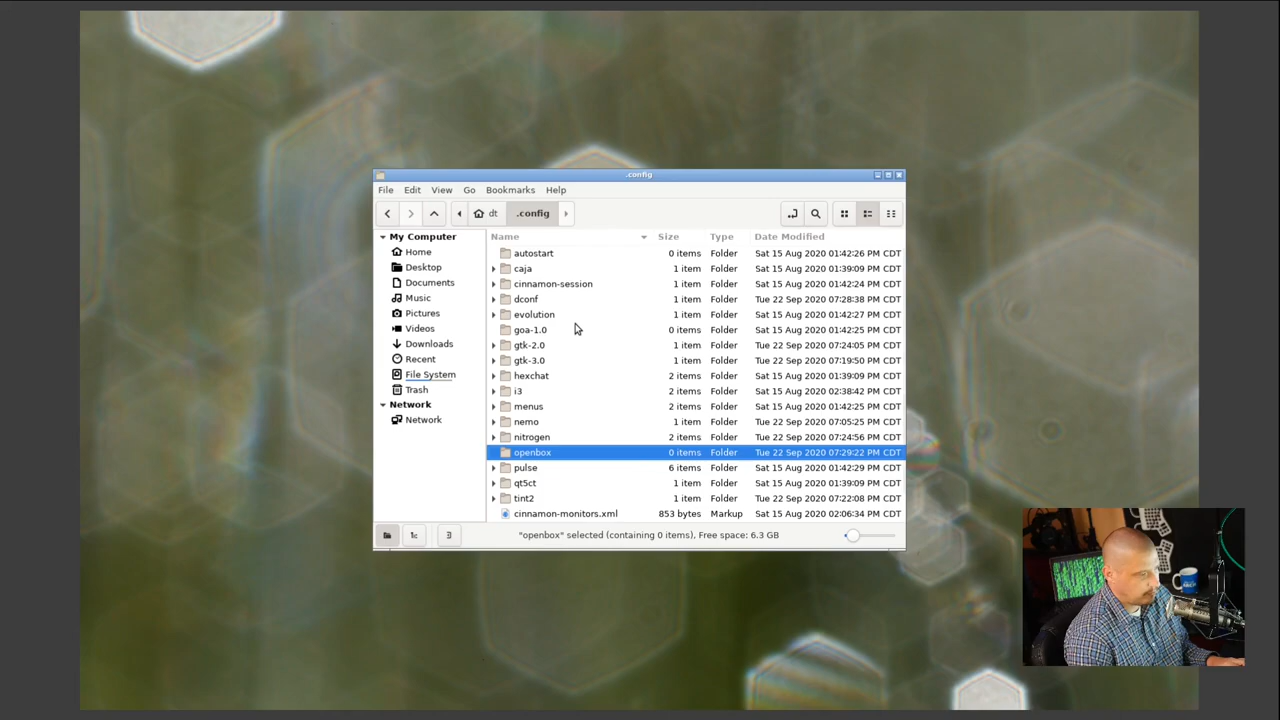 .config
File Edit View Go Bookmarks Help
dt .config
My Computer
Home
Desktop
Documents
Music
Pictures
Videos
Downloads
Recent
File System
Trash
Network
Network
Name Size Type Date Modified
autostart 0 items Folder Sat 15 Aug 2020 01:42:26 PM CDT
caja 1 item Folder Sat 15 Aug 2020 01:39:09 PM CDT
cinnamon-session 1 item Folder Sat 15 Aug 2020 01:42:24 PM CDT
dconf 1 item Folder Tue 22 Sep 2020 07:28:38 PM CDT
evolution 1 item Folder Sat 15 Aug 2020 01:42:27 PM CDT
goa-1.0 0 items Folder Sat 15 Aug 2020 01:42:25 PM CDT
gtk-2.0 1 item Folder Tue 22 Sep 2020 07:24:05 PM CDT
gtk-3.0 1 item Folder Tue 22 Sep 2020 07:19:50 PM CDT
hexchat 2 items Folder Sat 15 Aug 2020 01:39:09 PM CDT
i3 2 items Folder Sat 15 Aug 2020 02:38:42 PM CDT
menus 2 items Folder Sat 15 Aug 2020 01:42:25 PM CDT
nemo 1 item Folder Tue 22 Sep 2020 07:05:25 PM CDT
nitrogen 2 items Folder Tue 22 Sep 2020 07:24:56 PM CDT
openbox 0 items Folder Tue 22 Sep 2020 07:29:22 PM CDT
pulse 6 items Folder Sat 15 Aug 2020 01:42:29 PM CDT
qt5ct 1 item Folder Sat 15 Aug 2020 01:39:09 PM CDT
tint2 1 item Folder Tue 22 Sep 2020 07:22:08 PM CDT
cinnamon-monitors.xml 853 bytes Markup Sat 15 Aug 2020 02:06:34 PM CDT
"openbox" selected (containing 0 items), Free space: 6.3 GB